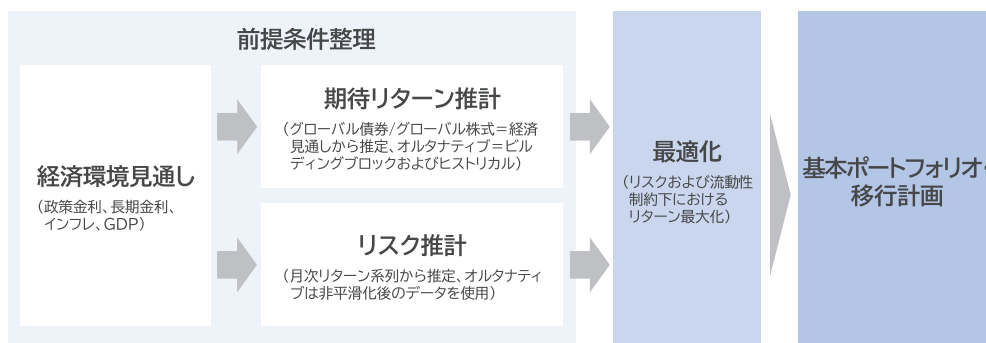 前提条件整理
経済環境見通し
（政策金利、長期金利、
インフレ、GDP）
期待リターン推計
（グローバル債券/グローバル株式＝経済
見通しから推定、オルタナティブ＝ビル
ディングブロックおよびヒストリカル）
リスク推計
（月次リターン系列から推定、オルタナティ
ブは非平滑化後のデータを使用）
最適化
（リスクおよび流動性
制約下における
リターン最大化）
基本ポートフォリオ・
移行計画